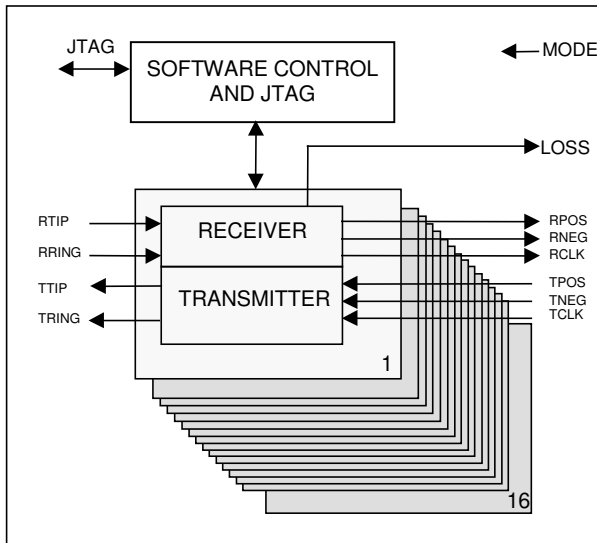 JTAG
SOFTWARE CONTROL
AND JTAG
MODE
LOSS
RTIP
RRING
TTIP
TRING
RECEIVER
TRANSMITTER
RPOS
RNEG
RCLK
TPOS
TNEG
TCLK
1
16